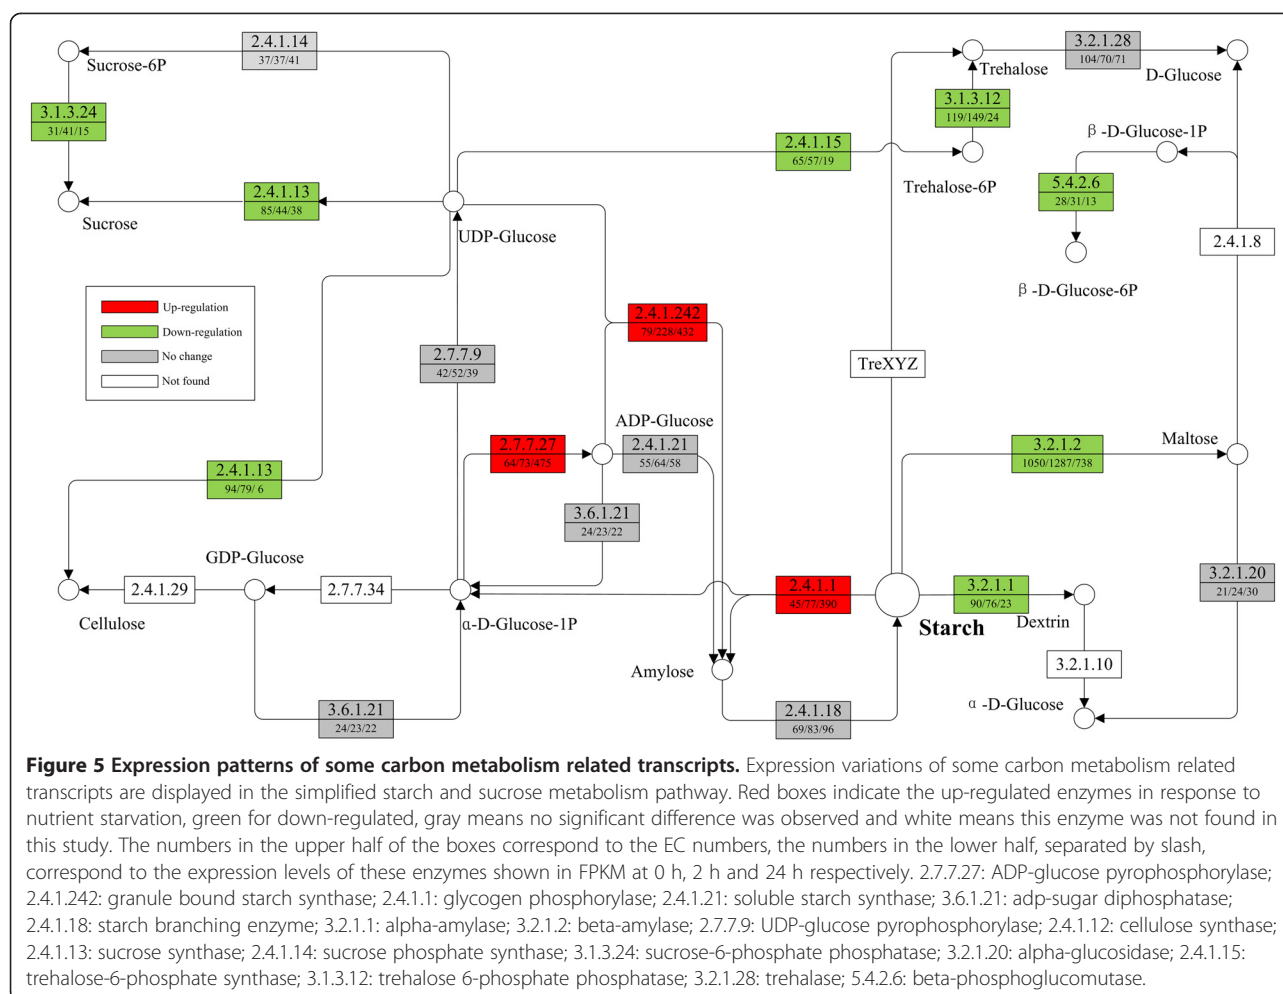 2.4.1.14
37/37/41
Sucrose-6P
3.1.3.24
31/41/15
Sucrose
2.4.1.13
85/44/38
UDP-Glucose
2.4.1.15
65/57/19
Trehalose-6P
3.1.3.12
119/149/24
Trehalose
3.2.1.28
104/70/71
D-Glucose
β-D-Glucose-1P
5.4.2.6
28/31/13
β-D-Glucose-6P
2.4.1.8
Up-regulation
Down-regulation
No change
Not found
2.7.7.9
42/52/39
2.4.1.242
79/228/432
TreXYZ
ADP-Glucose
2.7.7.27
64/73/475
2.4.1.21
55/64/58
3.2.1.2
1050/1287/738
Maltose
2.4.1.13
94/79/ 6
3.6.1.21
24/23/22
GDP-Glucose
2.4.1.29
2.7.7.34
Cellulose
α-D-Glucose-1P
2.4.1.1
45/77/390
Starch
3.2.1.1
90/76/23
Dextrin
3.2.1.20
21/24/30
3.2.1.10
Amylose
α-D-Glucose
3.6.1.21
24/23/22
2.4.1.18
69/83/96
Figure 5 Expression patterns of some carbon metabolism related transcripts. Expression variations of some carbon metabolism related
transcripts are displayed in the simplified starch and sucrose metabolism pathway. Red boxes indicate the up-regulated enzymes in response to
nutrient starvation, green for down-regulated, gray means no significant difference was observed and white means this enzyme was not found in
this study. The numbers in the upper half of the boxes correspond to the EC numbers, the numbers in the lower half, separated by slash,
correspond to the expression levels of these enzymes shown in FPKM at 0 h, 2 h and 24 h respectively. 2.7.7.27: ADP-glucose pyrophosphorylase;
2.4.1.242: granule bound starch synthase; 2.4.1.1: glycogen phosphorylase; 2.4.1.21: soluble starch synthase; 3.6.1.21: adp-sugar diphosphatase;
2.4.1.18: starch branching enzyme; 3.2.1.1: alpha-amylase; 3.2.1.2: beta-amylase; 2.7.7.9: UDP-glucose pyrophosphorylase; 2.4.1.12: cellulose synthase;
2.4.1.13: sucrose synthase; 2.4.1.14: sucrose phosphate synthase; 3.1.3.24: sucrose-6-phosphate phosphatase; 3.2.1.20: alpha-glucosidase; 2.4.1.15:
trehalose-6-phosphate synthase; 3.1.3.12: trehalose 6-phosphate phosphatase; 3.2.1.28: trehalase; 5.4.2.6: beta-phosphoglucomutase.